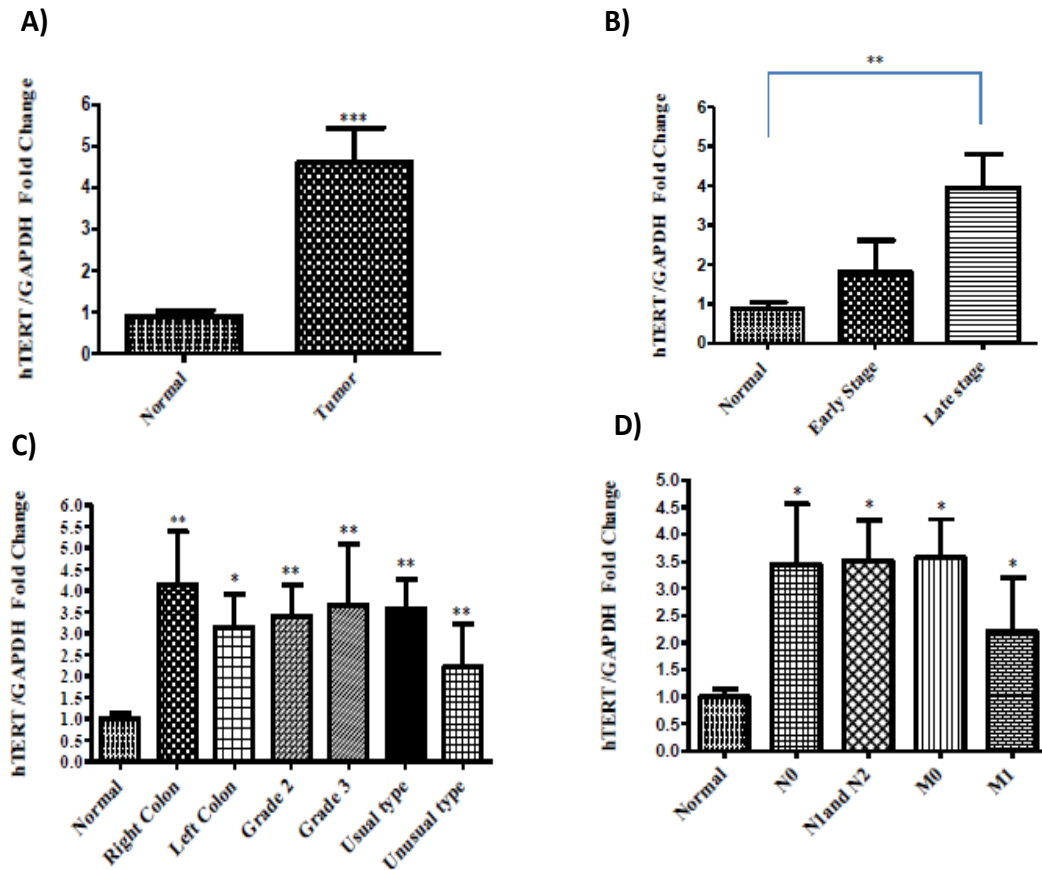 A)
hTERT /GAPDH Fold Change
6
5
4
3
2
1
0
***
Normal
Tumor
B)
hTERT /GAPDH Fold Change
6
5
4
3
2
1
0
**
Normal
Early Stage
Late stage
C)
hTERT /GAPDH Fold Change
6.0
5.5
5.0
4.5
4.0
3.5
3.0
2.5
2.0
1.5
1.0
0.5
0.0
**
*
**
**
**
**
Normal
Right Colon
Left Colon
Grade 2
Grade 3
Usual type
Unusual type
D)
hTERT /GAPDH Fold Change
5.0
4.5
4.0
3.5
3.0
2.5
2.0
1.5
1.0
0.5
0.0
*
*
*
*
Normal
N0
N1and N2
M0
M1